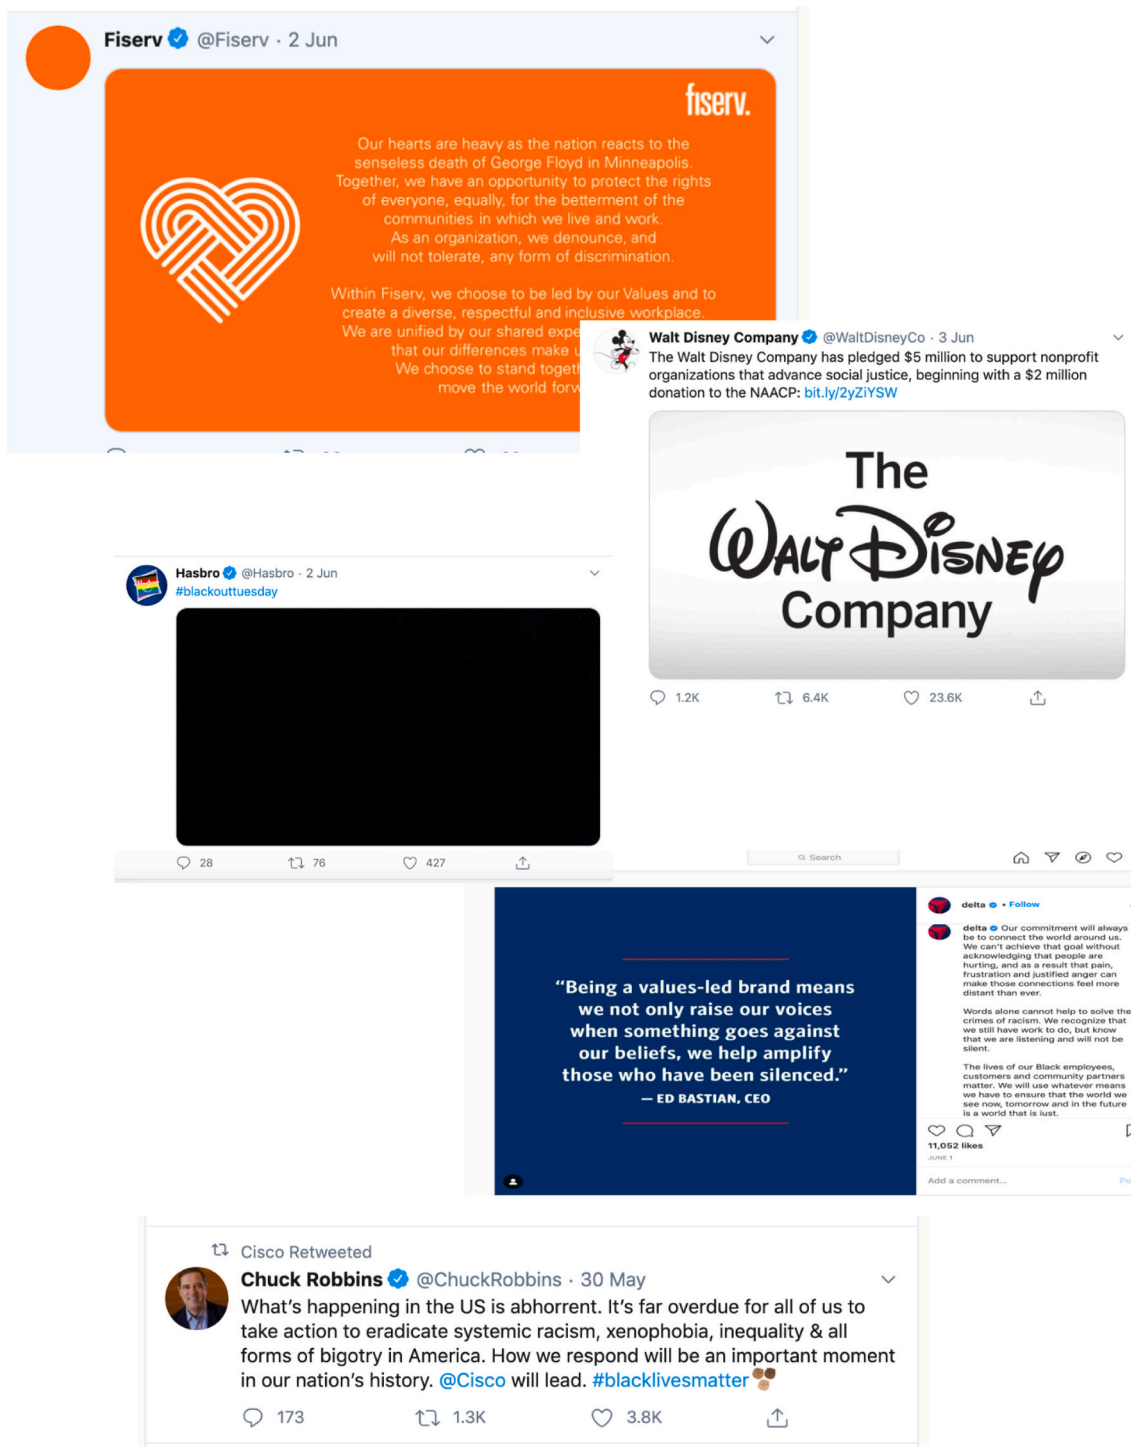 Fiserv @Fiserv · 2 Jun
fiserv.
Our hearts are heavy as the nation reacts to the
senseless death of George Floyd in Minneapolis.
Together, we have an opportunity to protect the rights
of everyone, equally, for the betterment of the
communities in which we live and work.
As an organization, we denounce, and
will not tolerate, any form of discrimination.
Within Fiserv, we choose to be led by our Values and to
create a diverse, respectful and inclusive workplace.
We are unified by our shared expe
that our differences make u
We choose to stand togeth
move the world forw
Walt Disney Company @WaltDisneyCo · 3 Jun
The Walt Disney Company has pledged $5 million to support nonprofit
organizations that advance social justice, beginning with a $2 million
donation to the NAACP: bit.ly/2yZiYSW
The
WALT DISNEY
Company
1.2K 6.4K 23.6K
Hasbro @Hasbro · 2 Jun
#blackouttuesday
28 76 427
Search
delta • Follow
delta Our commitment will always
be to connect the world around us.
We can't achieve that goal without
acknowledging that people are
hurting, and as a result that pain,
frustration and justified anger can
make those connections feel more
distant than ever.
Words alone cannot help to solve the
crimes of racism. We recognize that
we still have work to do, but know
that we are listening and will not be
silent.
The lives of our Black employees,
customers and community partners
matter. We will use whatever means
we have to ensure that the world we
see now, tomorrow and in the future
is a world that is just.
11,052 likes
JUNE 1
Add a comment... Po
“Being a values-led brand means
we not only raise our voices
when something goes against
our beliefs, we help amplify
those who have been silenced.”
— ED BASTIAN, CEO
Cisco Retweeted
Chuck Robbins @ChuckRobbins · 30 May
What's happening in the US is abhorrent. It's far overdue for all of us to
take action to eradicate systemic racism, xenophobia, inequality & all
forms of bigotry in America. How we respond will be an important moment
in our nation's history. @Cisco will lead. #blacklivesmatter
173 1.3K 3.8K